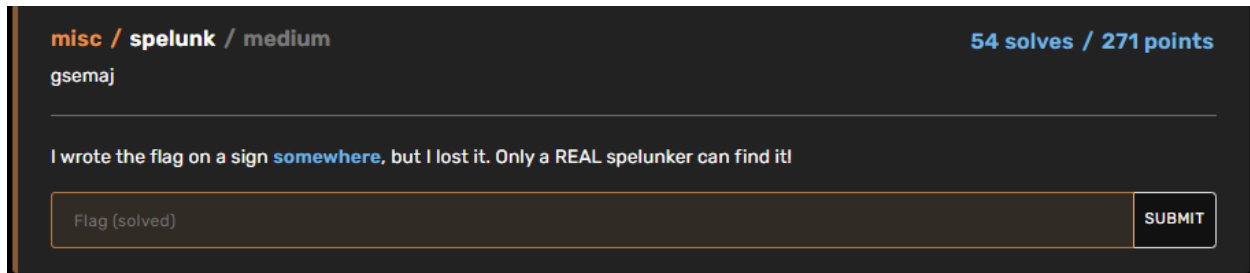 misc / spelunk / medium
54 solves / 271 points
gsemaj
I wrote the flag on a sign somewhere, but I lost it. Only a REAL spelunker can find it!
Flag (solved)
SUBMIT